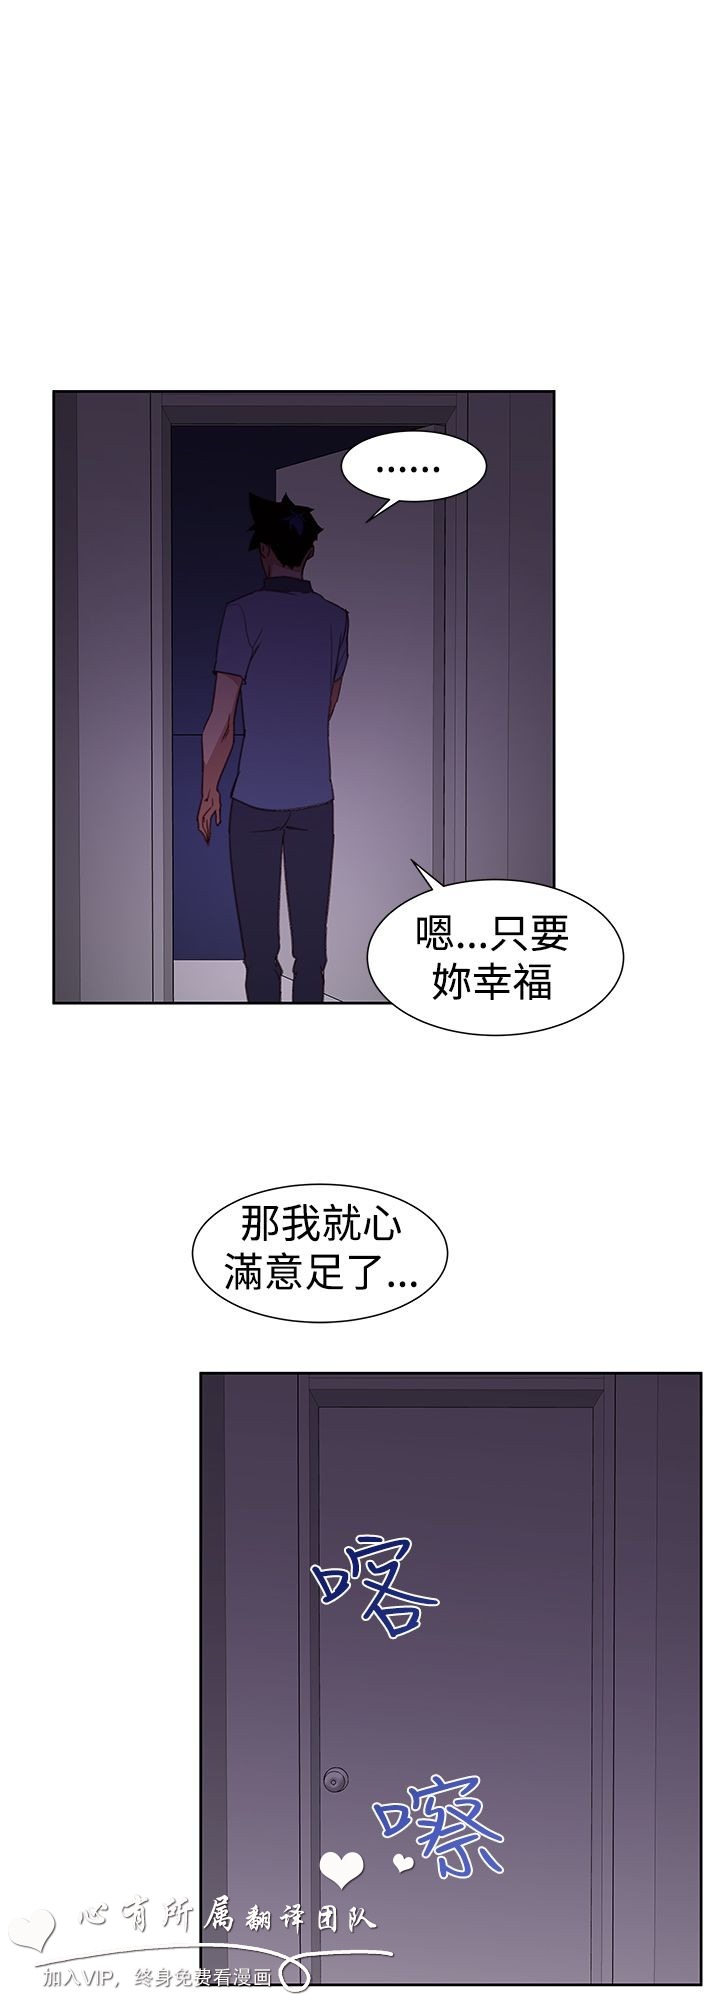 ......
嗯...只要
妳幸福
那我就心
滿意足了...
喀
嚓
心有所属翻译团队
加入VIP，终身免费看漫画